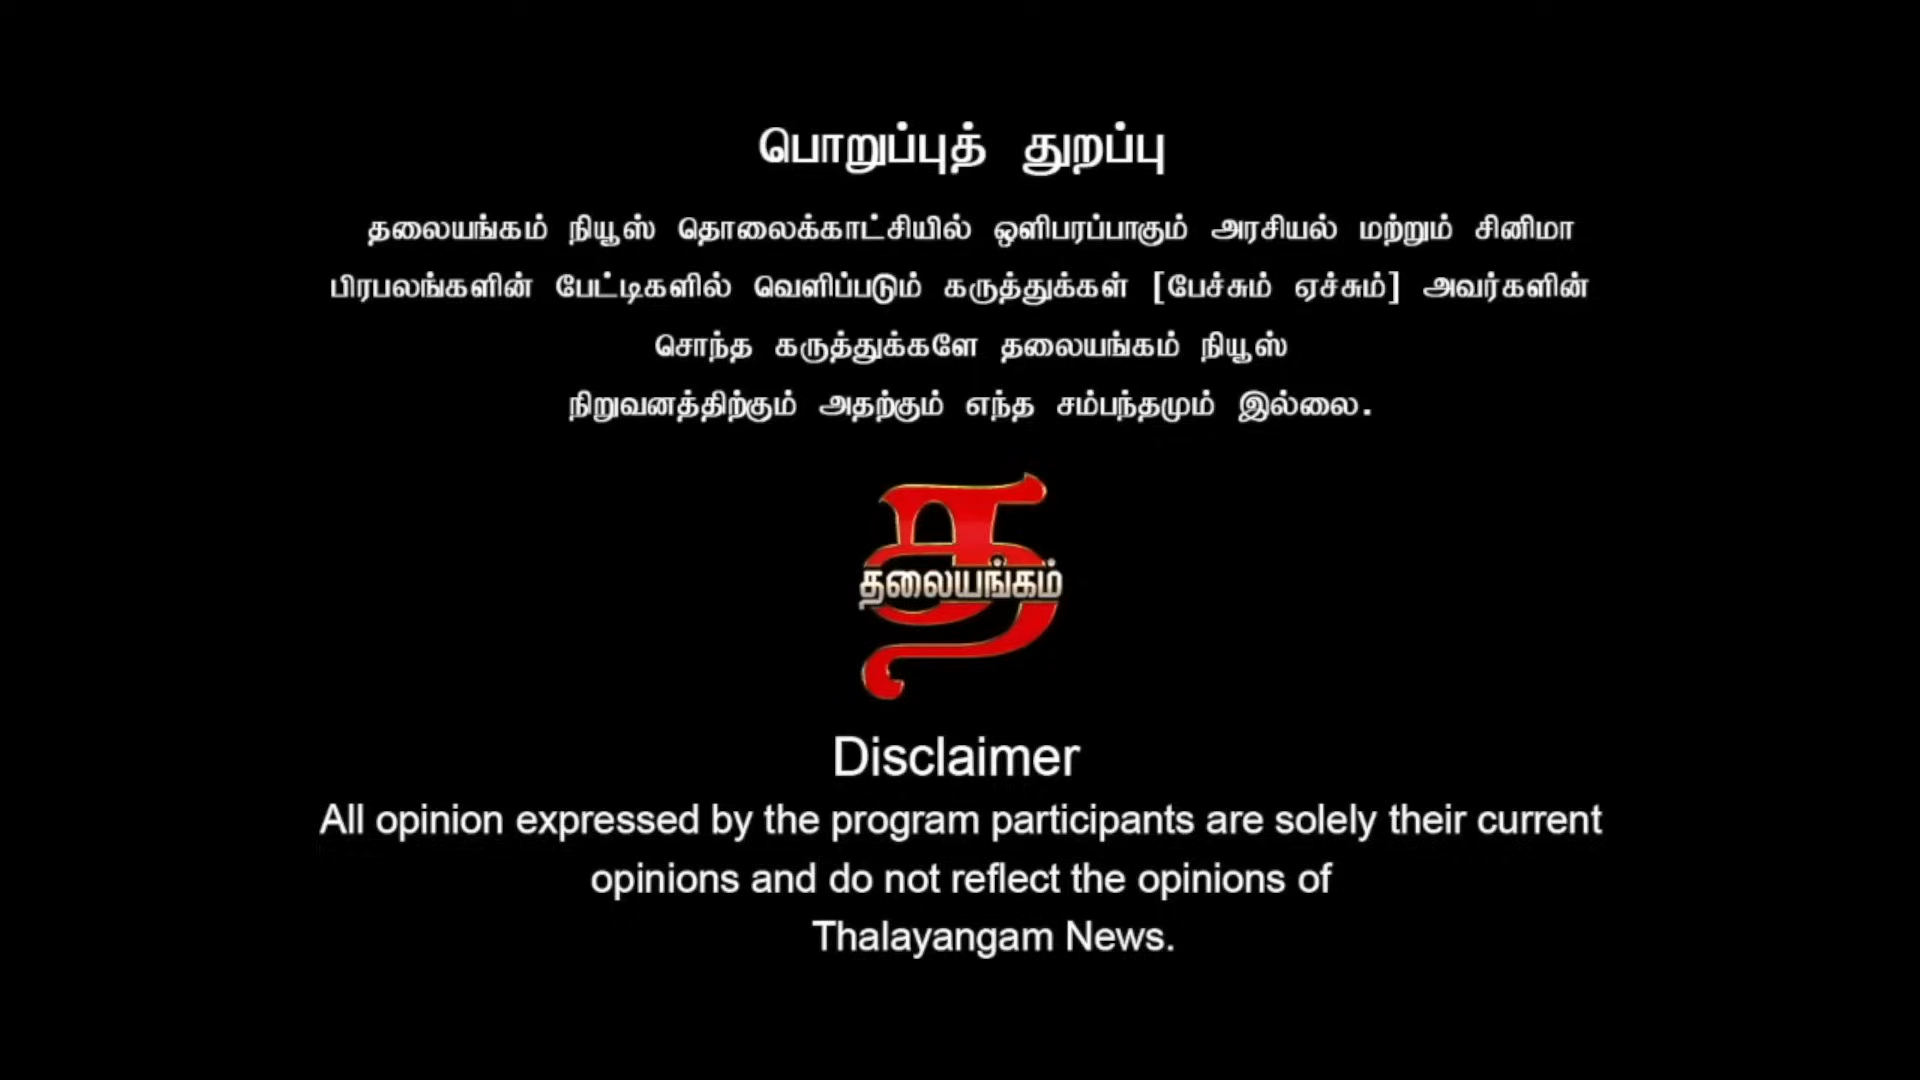 பொறுப்புத் துறப்பு
தலையங்கம் நியூஸ் தொலைக்காட்சியில் ஒளிபரப்பாகும் அரசியல் மற்றும் சினிமா
பிரபலங்களின் பேட்டிகளில் வெளிப்படும் கருத்துக்கள் [பேச்சும் ஏச்சும்] அவர்களின்
சொந்த கருத்துக்களே தலையங்கம் நியூஸ்
நிறுவனத்திற்கும் அதற்கும் எந்த சம்பந்தமும் இல்லை.
த
தலையங்கம்
Disclaimer
All opinion expressed by the program participants are solely their current
opinions and do not reflect the opinions of
Thalayangam News.